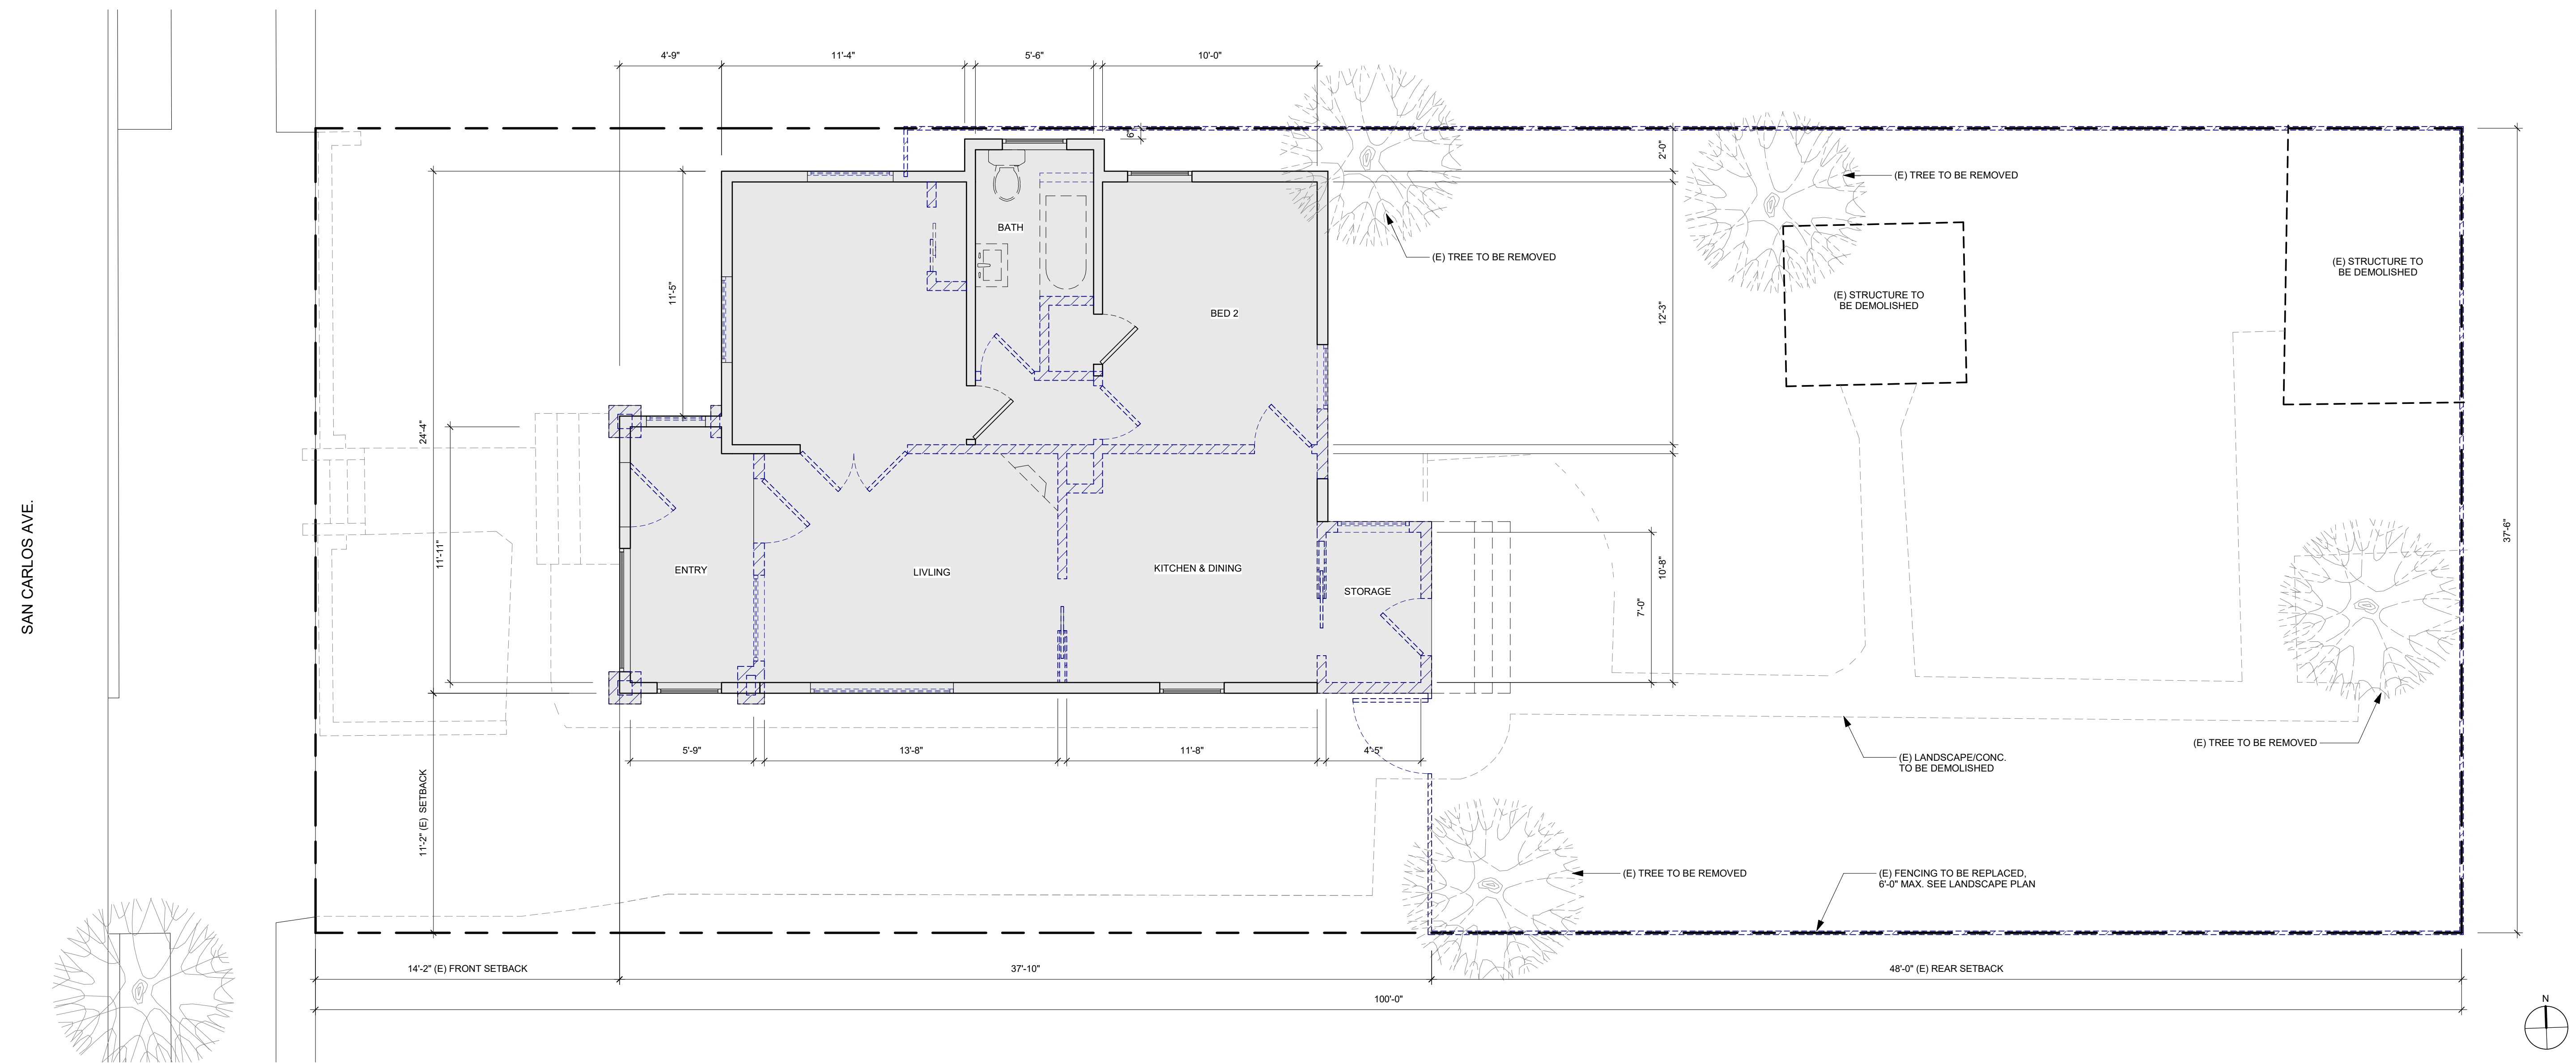 4'-9"
11'-4"
5'-6"
10'-0"
6"
2'-0"
(E) TREE TO BE REMOVED
BATH
(E) TREE TO BE REMOVED
(E) STRUCTURE TO
BE DEMOLISHED
(E) STRUCTURE TO
BE DEMOLISHED
11'-5"
12'-3"
BED 2
24'-4"
37'-6"
SAN CARLOS AVE.
11'-11"
ENTRY
LIVLING
KITCHEN & DINING
STORAGE
10'-8"
7'-0"
5'-9"
13'-8"
11'-8"
4'-5"
(E) TREE TO BE REMOVED
(E) LANDSCAPE/CONC.
TO BE DEMOLISHED
11'-2" (E) SETBACK
(E) TREE TO BE REMOVED
(E) FENCING TO BE REPLACED,
6'-0" MAX. SEE LANDSCAPE PLAN
14'-2" (E) FRONT SETBACK
37'-10"
48'-0" (E) REAR SETBACK
100'-0"
N